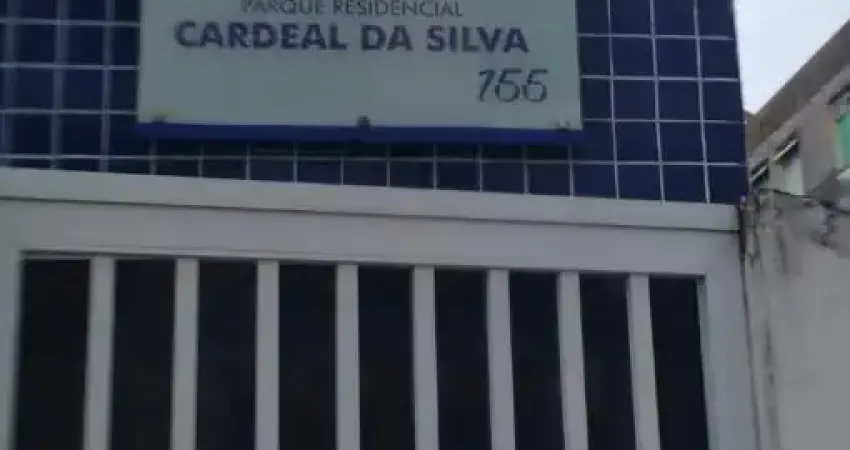 PARQUE RESIDENCIAL
CARDEAL DA SILVA
155